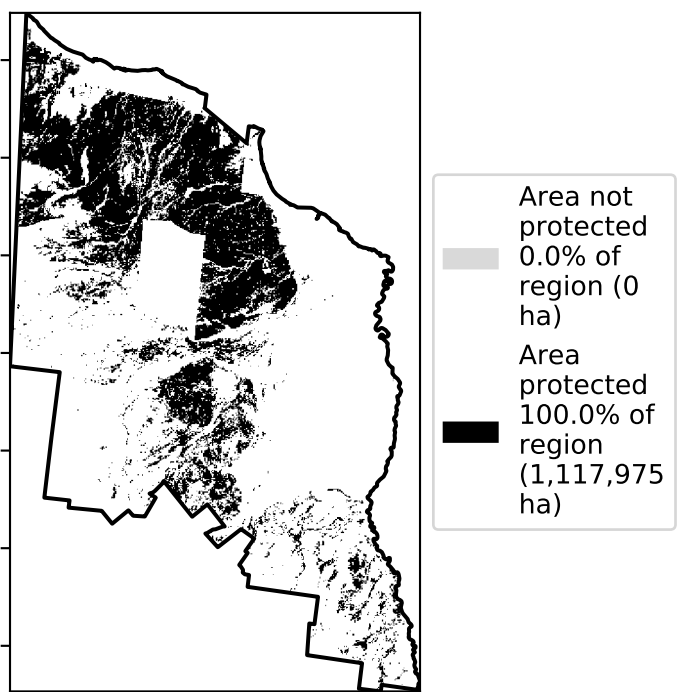 Area not
protected
0.0% of
region (0
ha)
Area
protected
100.0% of
region
(1,117,975
ha)